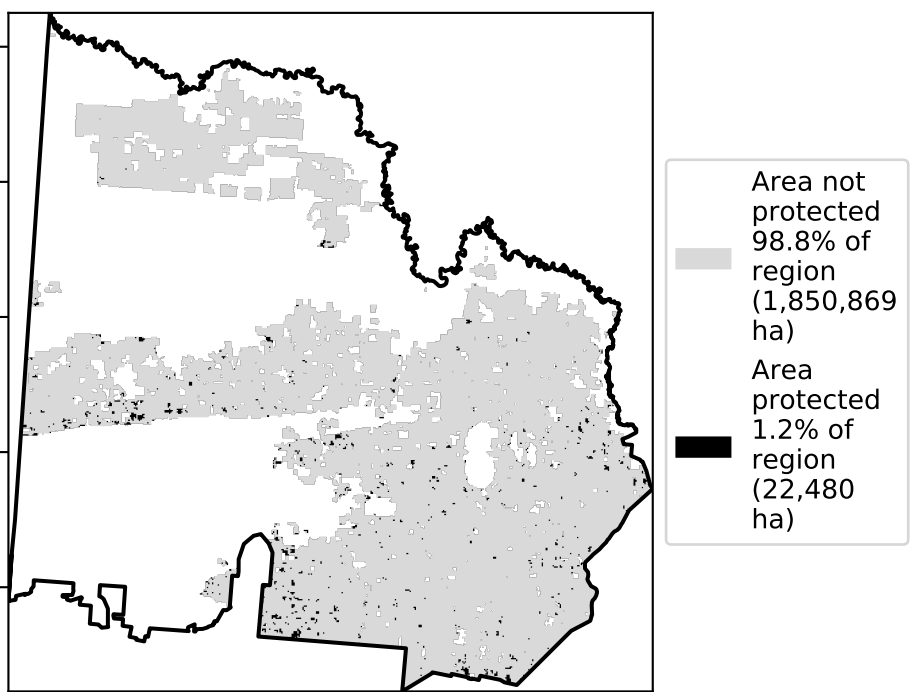 Area not
protected
98.8% of
region
(1,850,869
ha)
Area
protected
1.2% of
region
(22,480
ha)